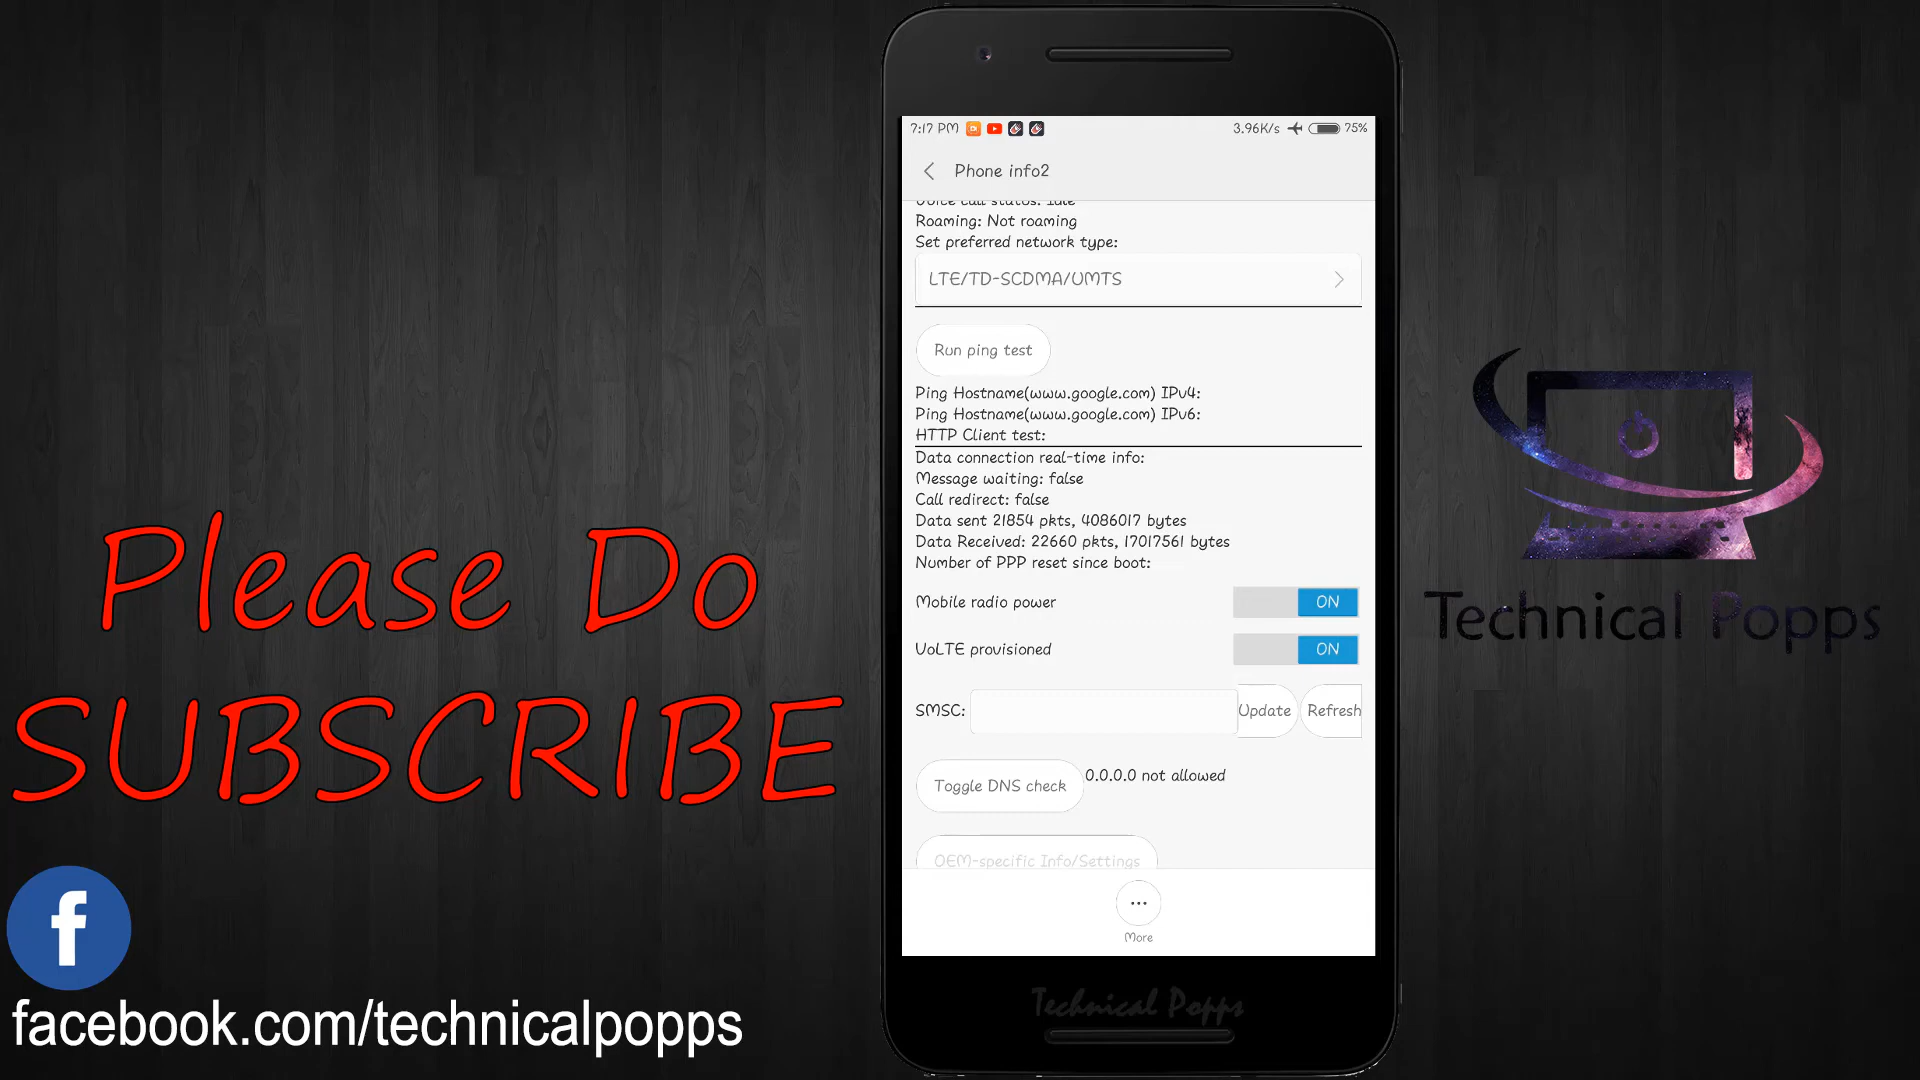 7:17 PM
3.96K/s
75%
Phone info2
Voice call status: Idle
Roaming: Not roaming
Set preferred network type:
LTE/TD-SCDMA/UMTS
Run ping test
Ping Hostname(www.google.com) IPv4:
Ping Hostname(www.google.com) IPv6:
HTTP Client test:
Data connection real-time info:
Message waiting: false
Call redirect: false
Data sent 21854 pkts, 4086017 bytes
Data Received: 22660 pkts, 17017561 bytes
Number of PPP reset since boot:
Mobile radio power ON
VoLTE provisioned ON
SMSC: Update Refresh
Toggle DNS check 0.0.0.0 not allowed
OEM-specific Info/Settings
More
Technical Popps
Please Do
SUBSCRIBE
f
facebook.com/technicalpopps
Technical Popps